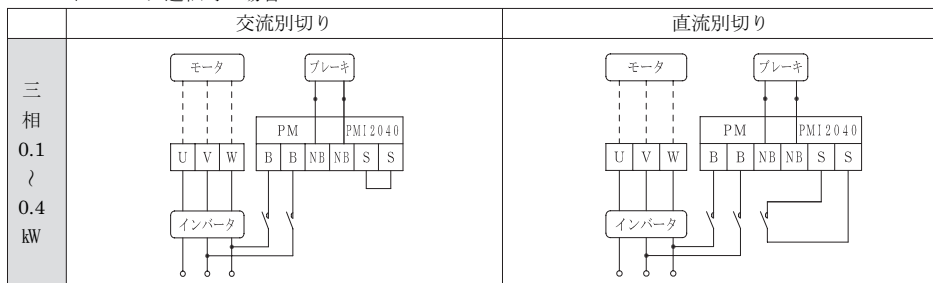 交流別切り
直流別切り
三
相
0.1
~
0.4
kW
モータ
ブレーキ
PM
PMI2040
U V W
B B NB NB S S
インバータ
モータ
ブレーキ
PM
PMI2040
U V W
B B NB NB S S
インバータ